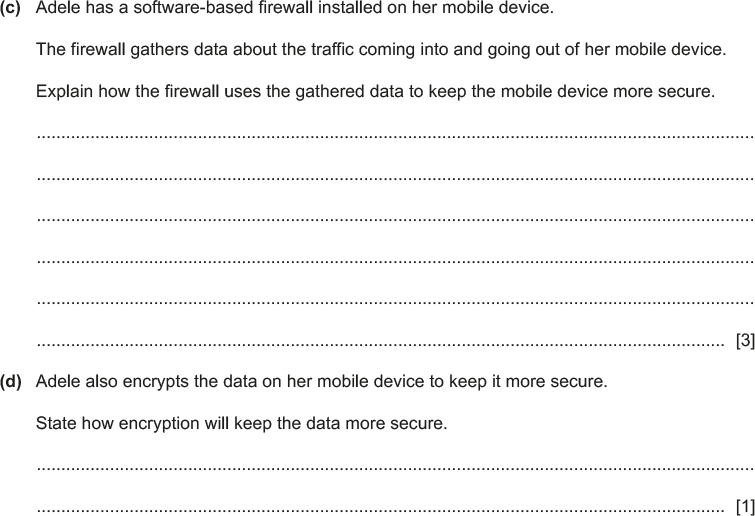 (c) Adele has a software-based firewall installed on her mobile device.
The firewall gathers data about the traffic coming into and going out of her mobile device.
Explain how the firewall uses the gathered data to keep the mobile device more secure.
[3]
(d) Adele also encrypts the data on her mobile device to keep it more secure.
State how encryption will keep the data more secure.
[1]